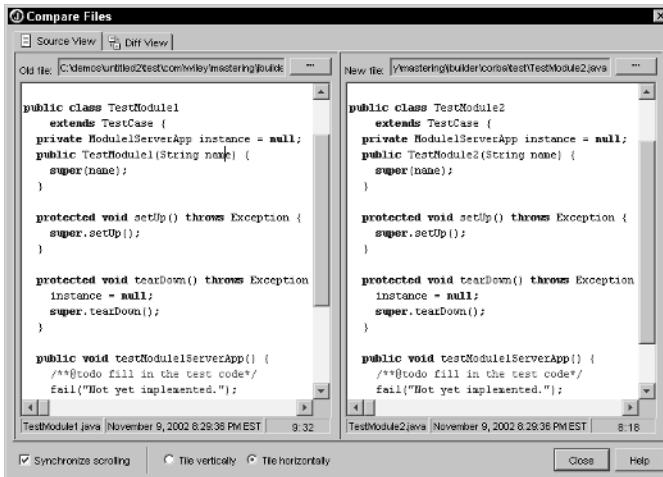 Compare Files
Source View Diff View
Old file: C:\demos\untitled2\test\com\wiley\mastering\jbuilde ...
public class TestModule1
extends TestCase {
private Module1ServerApp instance = null;
public TestModule1(String name) {
super(name);
}
protected void setUp() throws Exception {
super.setUp();
}
protected void tearDown() throws Exception
instance = null;
super.tearDown();
}
public void testModule1ServerApp() {
/**@todo fill in the test code*/
fail("Not yet implemented.");
TestModule1.java November 9, 2002 8:29:36 PM EST 9:32
New file: y\mastering\jbuilder\corba\test\TestModule2.java ...
public class TestModule2
extends TestCase {
private Module1ServerApp instance = null;
public TestModule2(String name) {
super(name);
}
protected void setUp() throws Exception {
super.setUp();
}
protected void tearDown() throws Exception
instance = null;
super.tearDown();
}
public void testModule1ServerApp() {
/**@todo fill in the test code*/
fail("Not yet implemented.");
TestModule2.java November 9, 2002 8:29:36 PM EST 8:18
Synchronize scrolling Tile vertically Tile horizontally Close Help